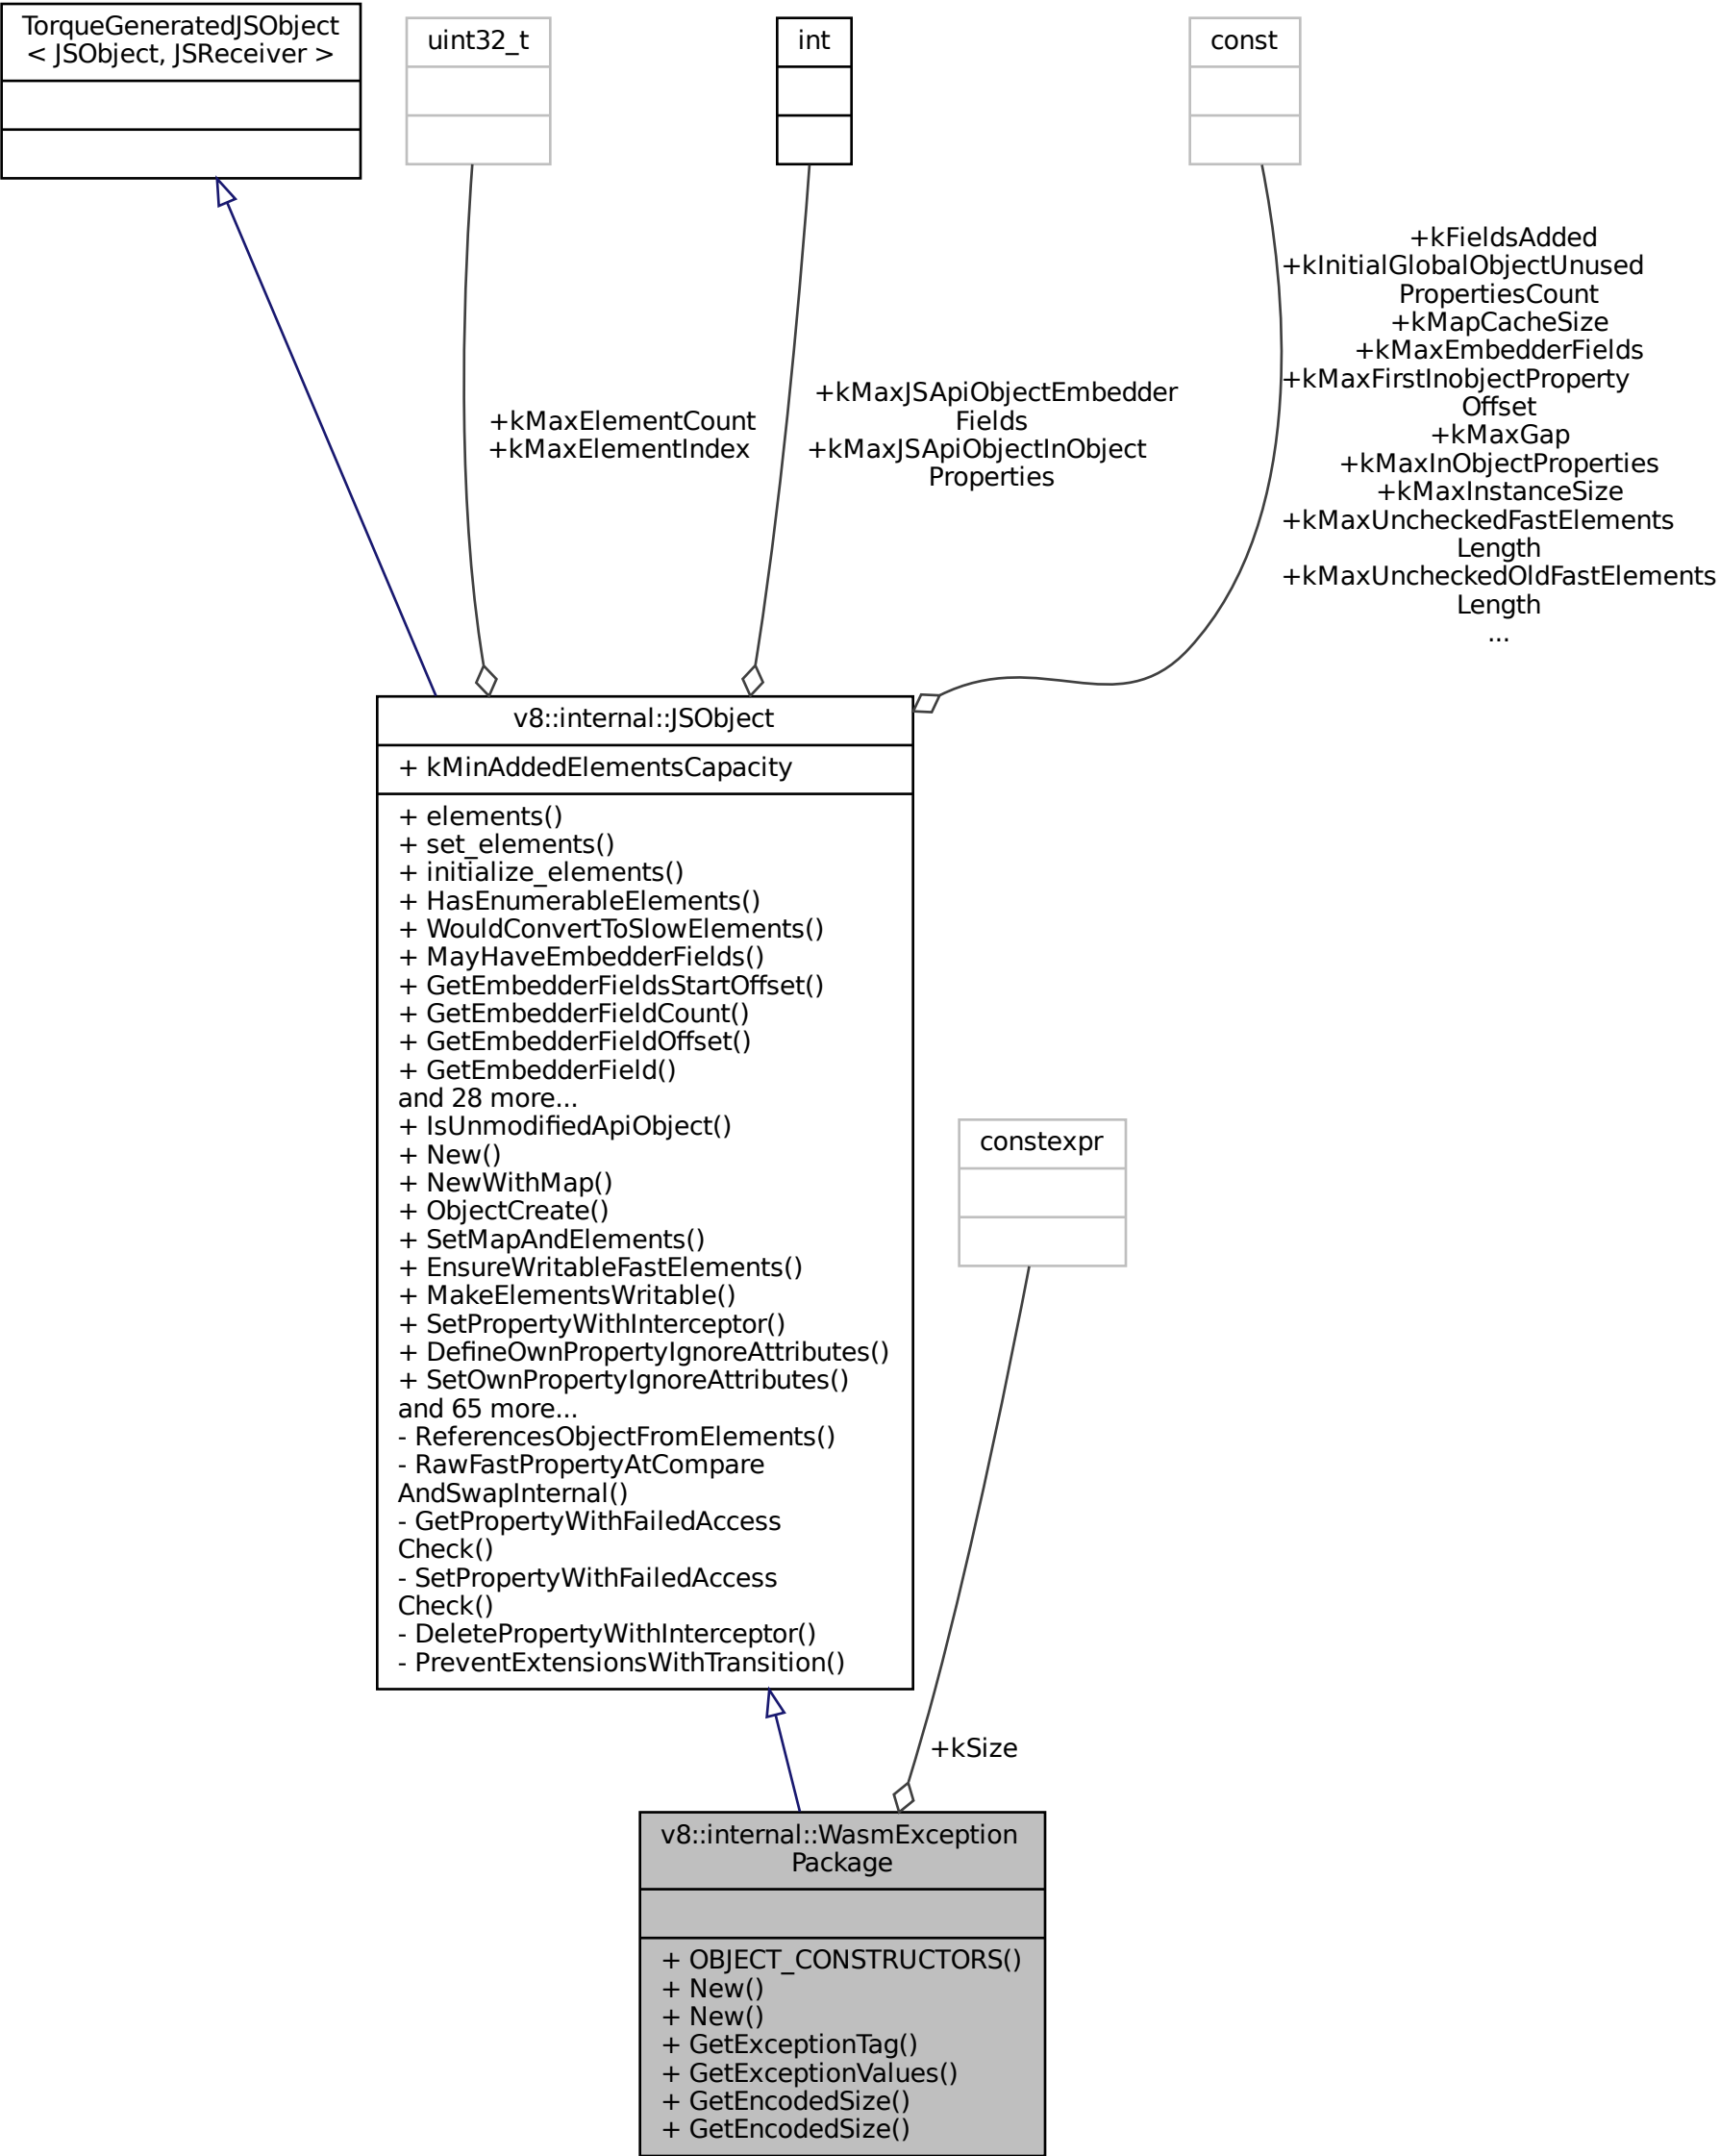 TorqueGeneratedJSObject
< JSObject, JSReceiver >
uint32_t
int
const
+kFieldsAdded
+kInitialGlobalObjectUnused
PropertiesCount
+kMapCacheSize
+kMaxEmbedderFields
+kMaxFirstInobjectProperty
Offset
+kMaxGap
+kMaxInObjectProperties
+kMaxInstanceSize
+kMaxUncheckedFastElements
Length
+kMaxUncheckedOldFastElements
Length
...
+kMaxJSApiObjectEmbedder
Fields
+kMaxJSApiObjectInObject
Properties
+kMaxElementCount
+kMaxElementIndex
v8::internal::JSObject
+ kMinAddedElementsCapacity
+ elements()
+ set_elements()
+ initialize_elements()
+ HasEnumerableElements()
+ WouldConvertToSlowElements()
+ MayHaveEmbedderFields()
+ GetEmbedderFieldsStartOffset()
+ GetEmbedderFieldCount()
+ GetEmbedderFieldOffset()
+ GetEmbedderField()
and 28 more...
+ IsUnmodifiedApiObject()
+ New()
+ NewWithMap()
+ ObjectCreate()
+ SetMapAndElements()
+ EnsureWritableFastElements()
+ MakeElementsWritable()
+ SetPropertyWithInterceptor()
+ DefineOwnPropertyIgnoreAttributes()
+ SetOwnPropertyIgnoreAttributes()
and 65 more...
- ReferencesObjectFromElements()
- RawFastPropertyAtCompare
AndSwapInternal()
- GetPropertyWithFailedAccess
Check()
- SetPropertyWithFailedAccess
Check()
- DeletePropertyWithInterceptor()
- PreventExtensionsWithTransition()
constexpr
+kSize
v8::internal::WasmException
Package
+ OBJECT_CONSTRUCTORS()
+ New()
+ New()
+ GetExceptionTag()
+ GetExceptionValues()
+ GetEncodedSize()
+ GetEncodedSize()